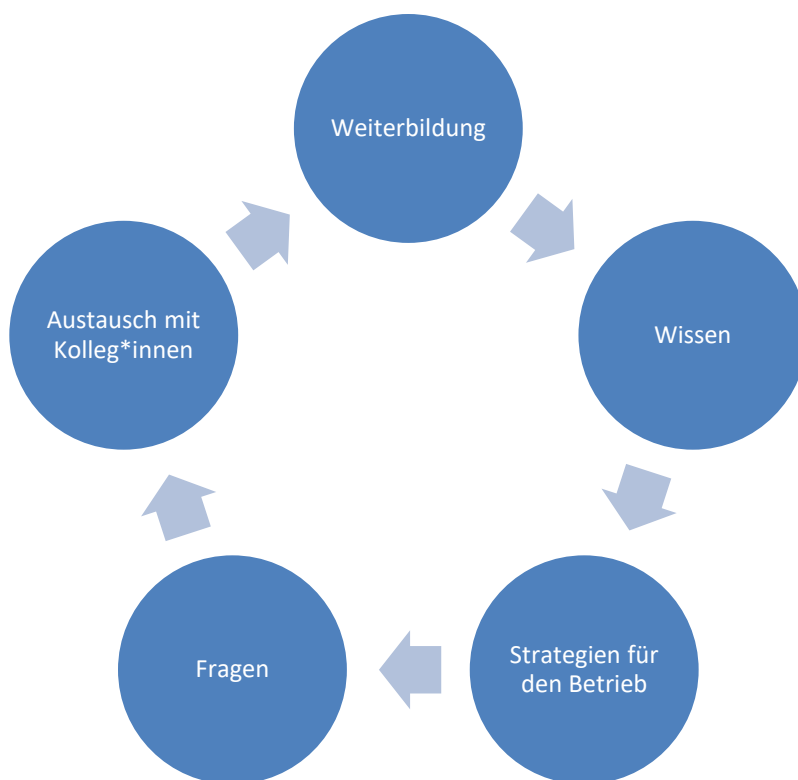 Weiterbildung
Wissen
Strategien für
den Betrieb
Fragen
Austausch mit
Kolleg*innen